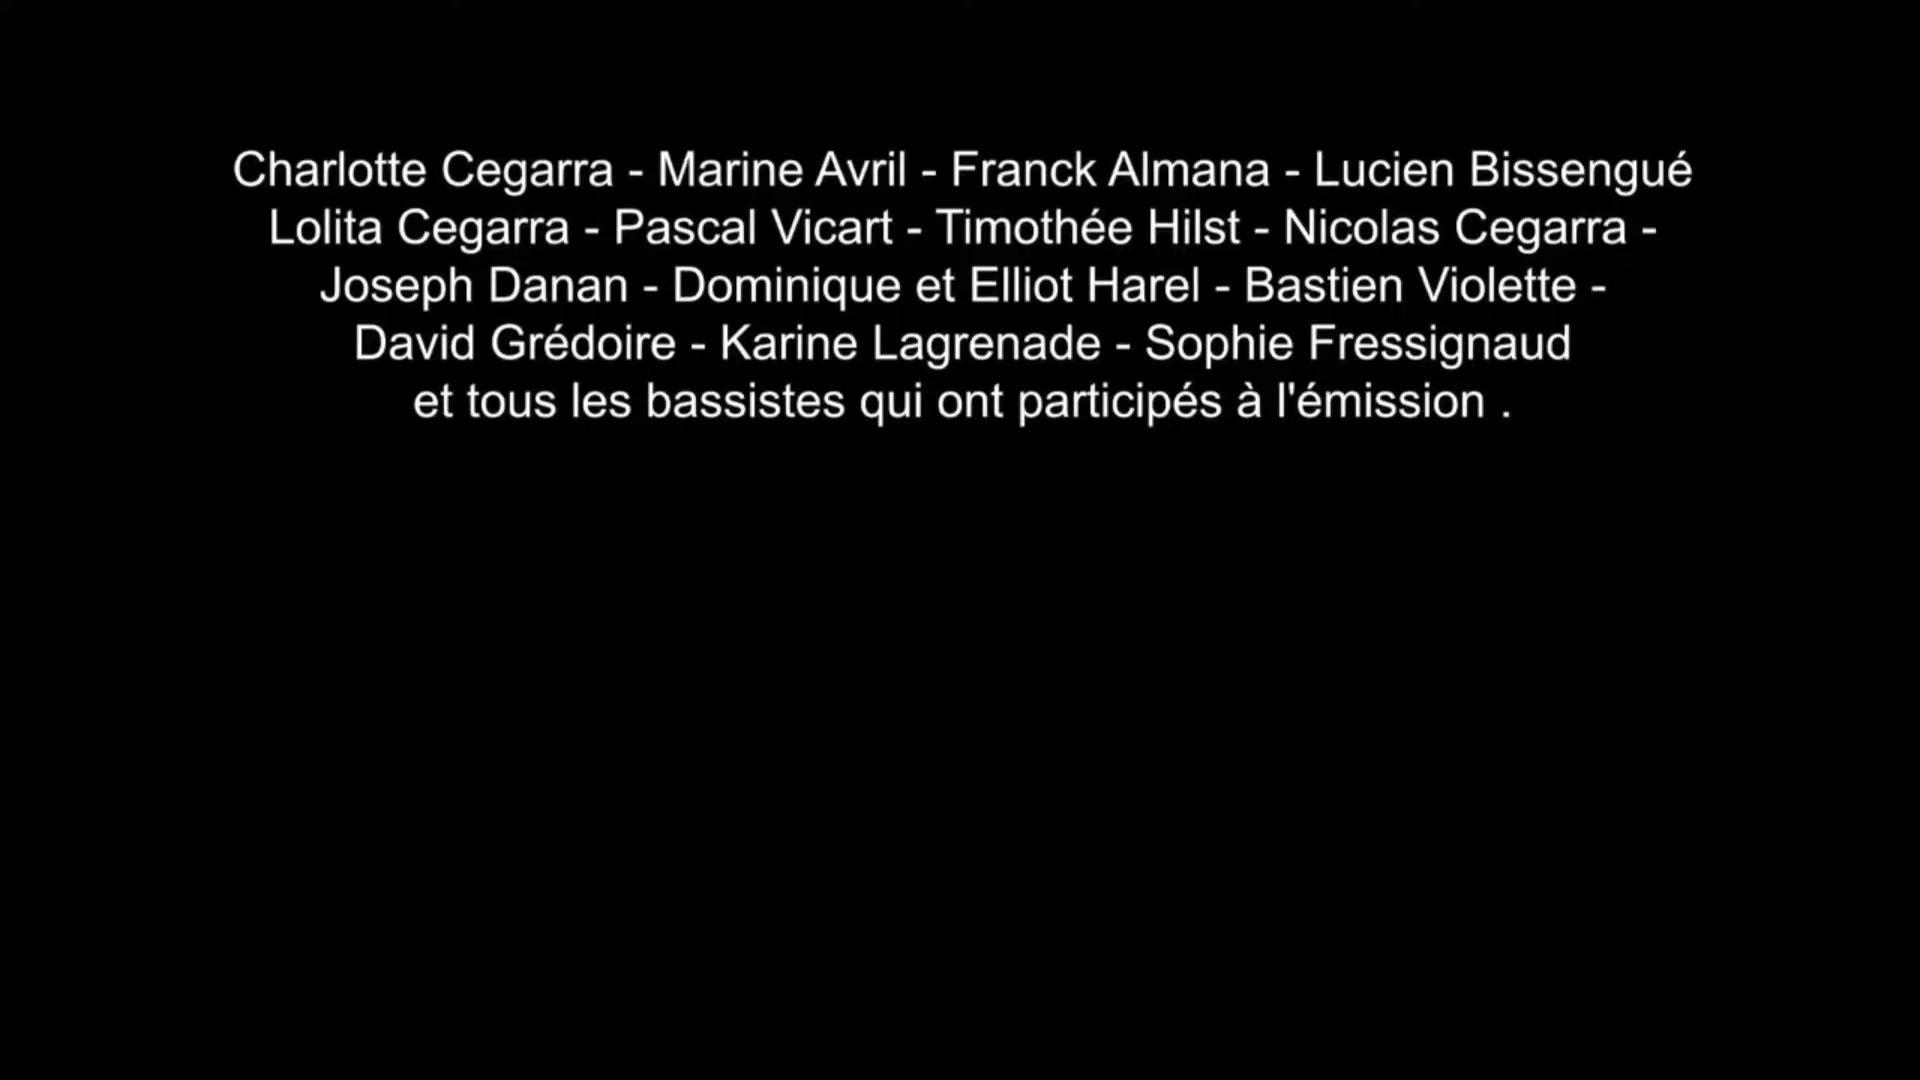 Charlotte Cegarra - Marine Avril - Franck Almana - Lucien Bissengué
Lolita Cegarra - Pascal Vicart - Timothée Hilst - Nicolas Cegarra -
Joseph Danan - Dominique et Elliot Harel - Bastien Violette -
David Grédoire - Karine Lagrenade - Sophie Fressignaud
et tous les bassistes qui ont participés à l'émission .